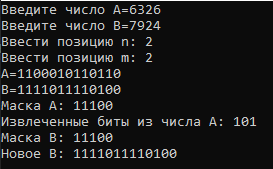 Введите число A=6326
Введите число B=7924
Ввести позицию n: 2
Ввести позицию m: 2
A=1100010110110
B=1111011110100
Маска A: 11100
Извлеченные биты из числа A: 101
Маска B: 11100
Новое B: 1111011110100